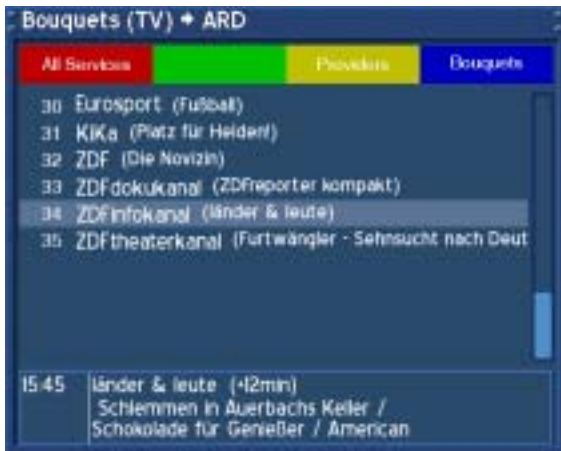 Bouquets (TV) → ARD
All Services Providers Bouquets
30 Eurosport (Fußball)
31 KiKa (Platz für Helden!)
32 ZDF (Die Novizin)
33 ZDFdokukanal (ZDFreporter kompakt)
34 ZDFinfokanal (länder & leute)
35 ZDFtheaterkanal (Furtwängler - Sehnsucht nach Deut
15:45 länder & leute (+12min)
Schlemmen in Auerbachs Keller /
Schokolade für Genießer / American